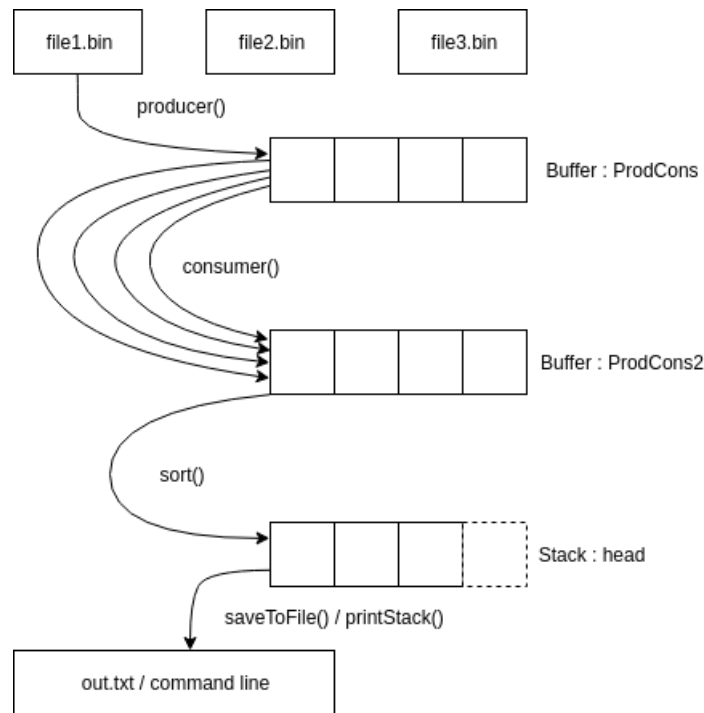 file1.bin
file2.bin
file3.bin
producer()
Buffer : ProdCons
consumer()
Buffer : ProdCons2
sort()
Stack : head
saveToFile() / printStack()
out.txt / command line